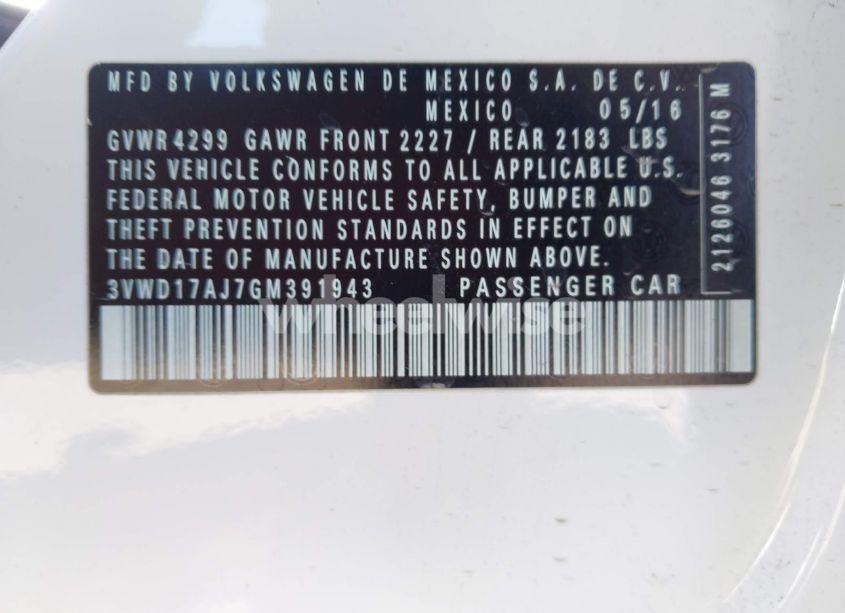 MFD BY VOLKSWAGEN DE MEXICO S.A. DE C.V.
MEXICO 05/16
GVWR 4299 GAWR FRONT 2227 / REAR 2183 LBS
THIS VEHICLE CONFORMS TO ALL APPLICABLE U.S.
FEDERAL MOTOR VEHICLE SAFETY, BUMPER AND
THEFT PREVENTION STANDARDS IN EFFECT ON
THE DATE OF MANUFACTURE SHOWN ABOVE.
3VWD17AJ7GM391943 PASSENGER CAR
2126046 3176 M
wheelwise